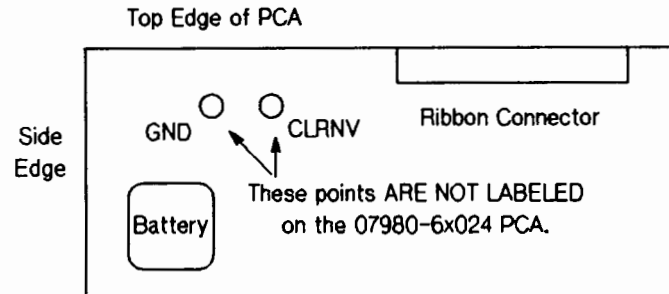 Top Edge of PCA
Ribbon Connector
GND
CLRNV
Side
Edge
These points ARE NOT LABELED
on the 07980-6x024 PCA.
Battery